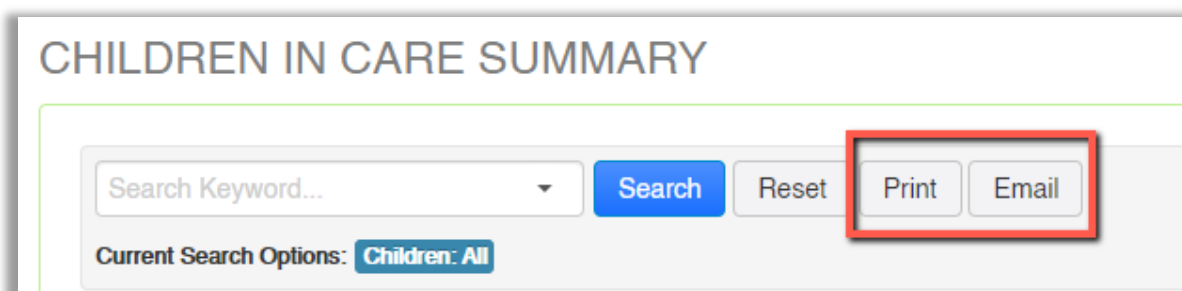 CHILDREN IN CARE SUMMARY
Search Keyword... Search Reset Print Email
Current Search Options: Children: All